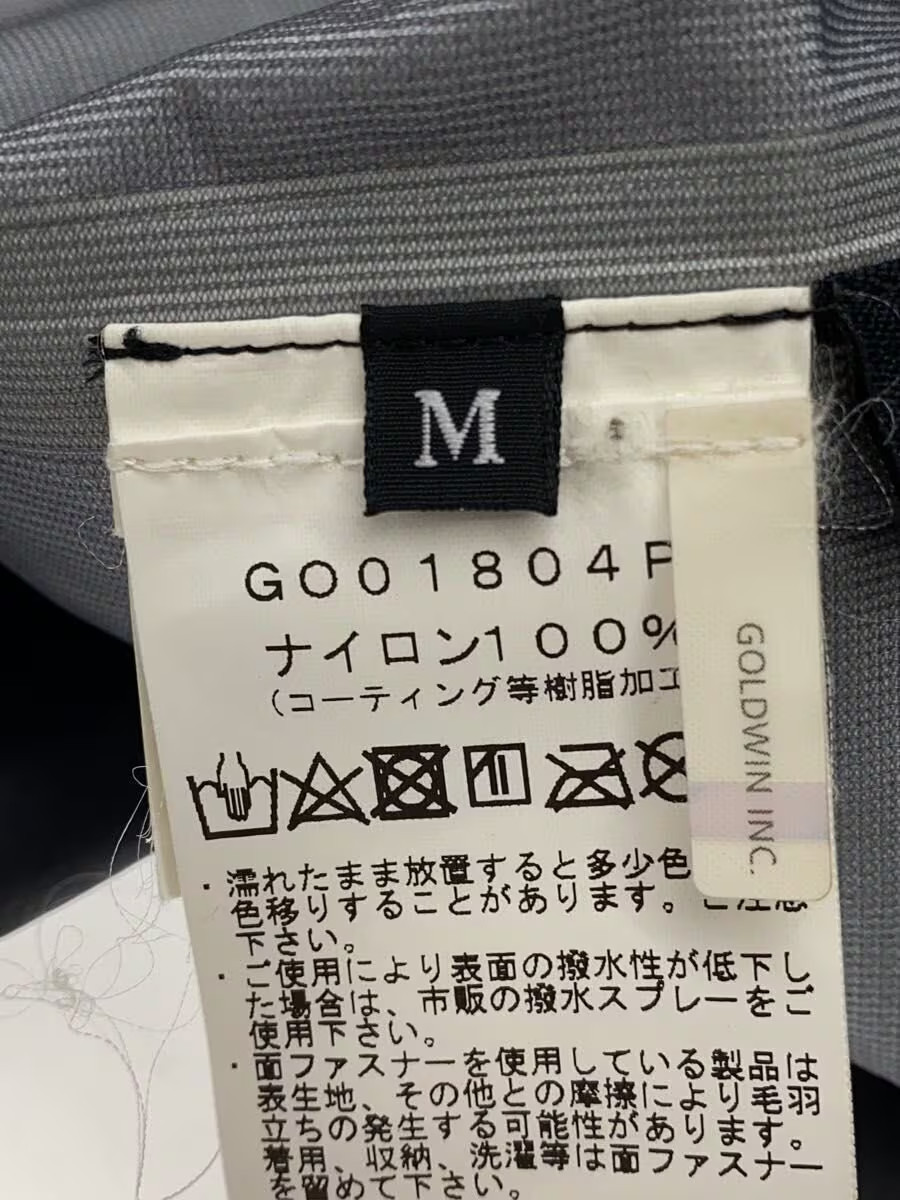 M
GO01804P
ナイロン100%
(コーティング等樹脂加工
GOLDWIN INC.
・濡れたまま放置すると多少色
色移りすることがあります。ご注意
下さい。
・ご使用により表面の撥水性が低下し
た場合は、市販の撥水スプレーをご
使用下さい。
・面ファスナーを使用している製品は
表生地、その他との摩擦により毛羽
立ちの発生する可能性があります。
着用、収納、洗濯等は面ファスナー
を留めて下さい。